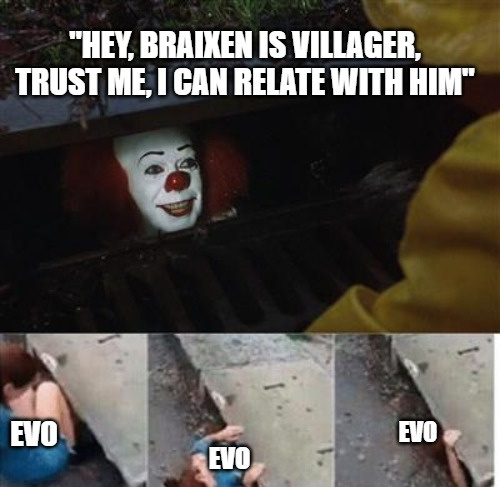 "HEY, BRAIXEN IS VILLAGER,
TRUST ME, I CAN RELATE WITH HIM"
EVO
EVO
EVO